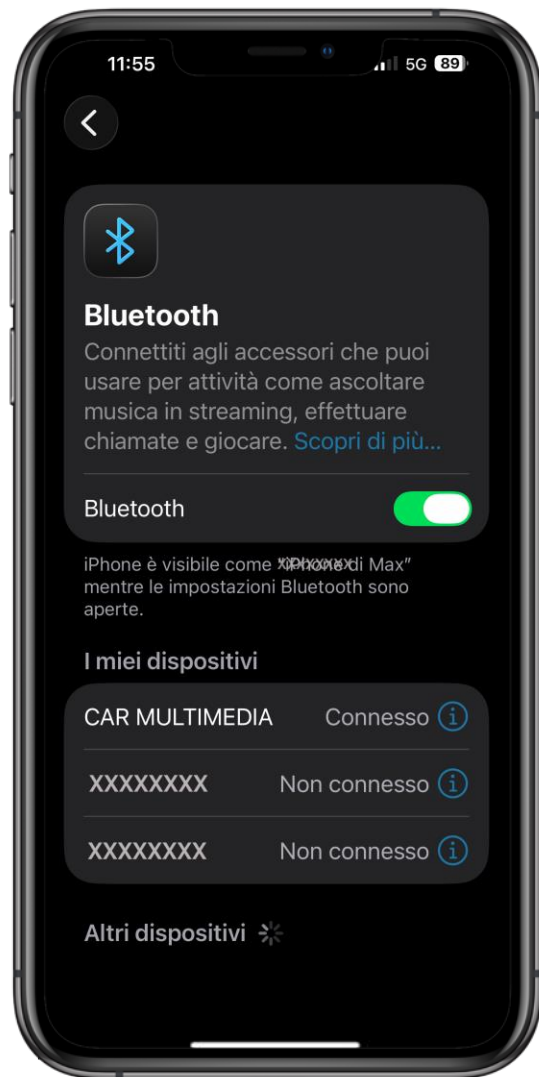 11:55
5G 89
Bluetooth
Connettiti agli accessori che puoi
usare per attività come ascoltare
musica in streaming, effettuare
chiamate e giocare. Scopri di più...
Bluetooth
iPhone è visibile come di Max"
mentre le impostazioni Bluetooth sono
aperte.
I miei dispositivi
CAR MULTIMEDIA Connesso
XXXXXXXX Non connesso
XXXXXXXX Non connesso
Altri dispositivi